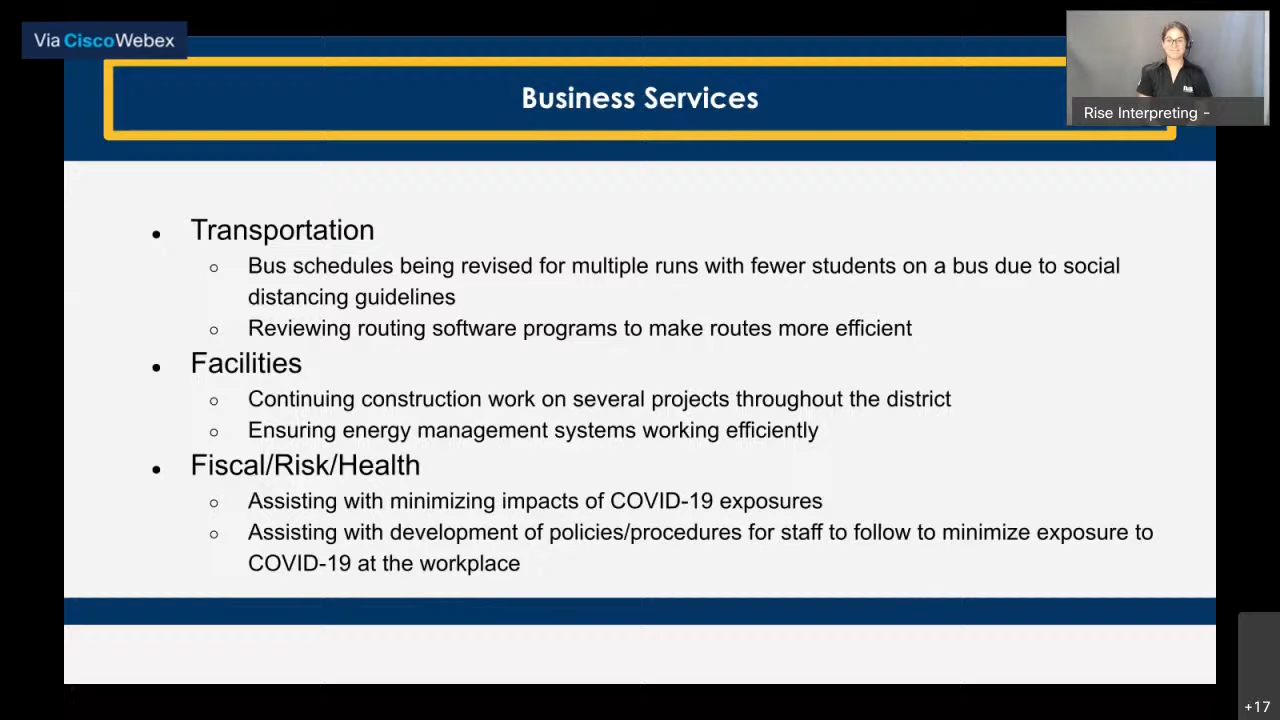 Via Cisco Webex
Business Services
Rise Interpreting -
• Transportation
○ Bus schedules being revised for multiple runs with fewer students on a bus due to social
distancing guidelines
○ Reviewing routing software programs to make routes more efficient
• Facilities
○ Continuing construction work on several projects throughout the district
○ Ensuring energy management systems working efficiently
• Fiscal/Risk/Health
○ Assisting with minimizing impacts of COVID-19 exposures
○ Assisting with development of policies/procedures for staff to follow to minimize exposure to
COVID-19 at the workplace
+17